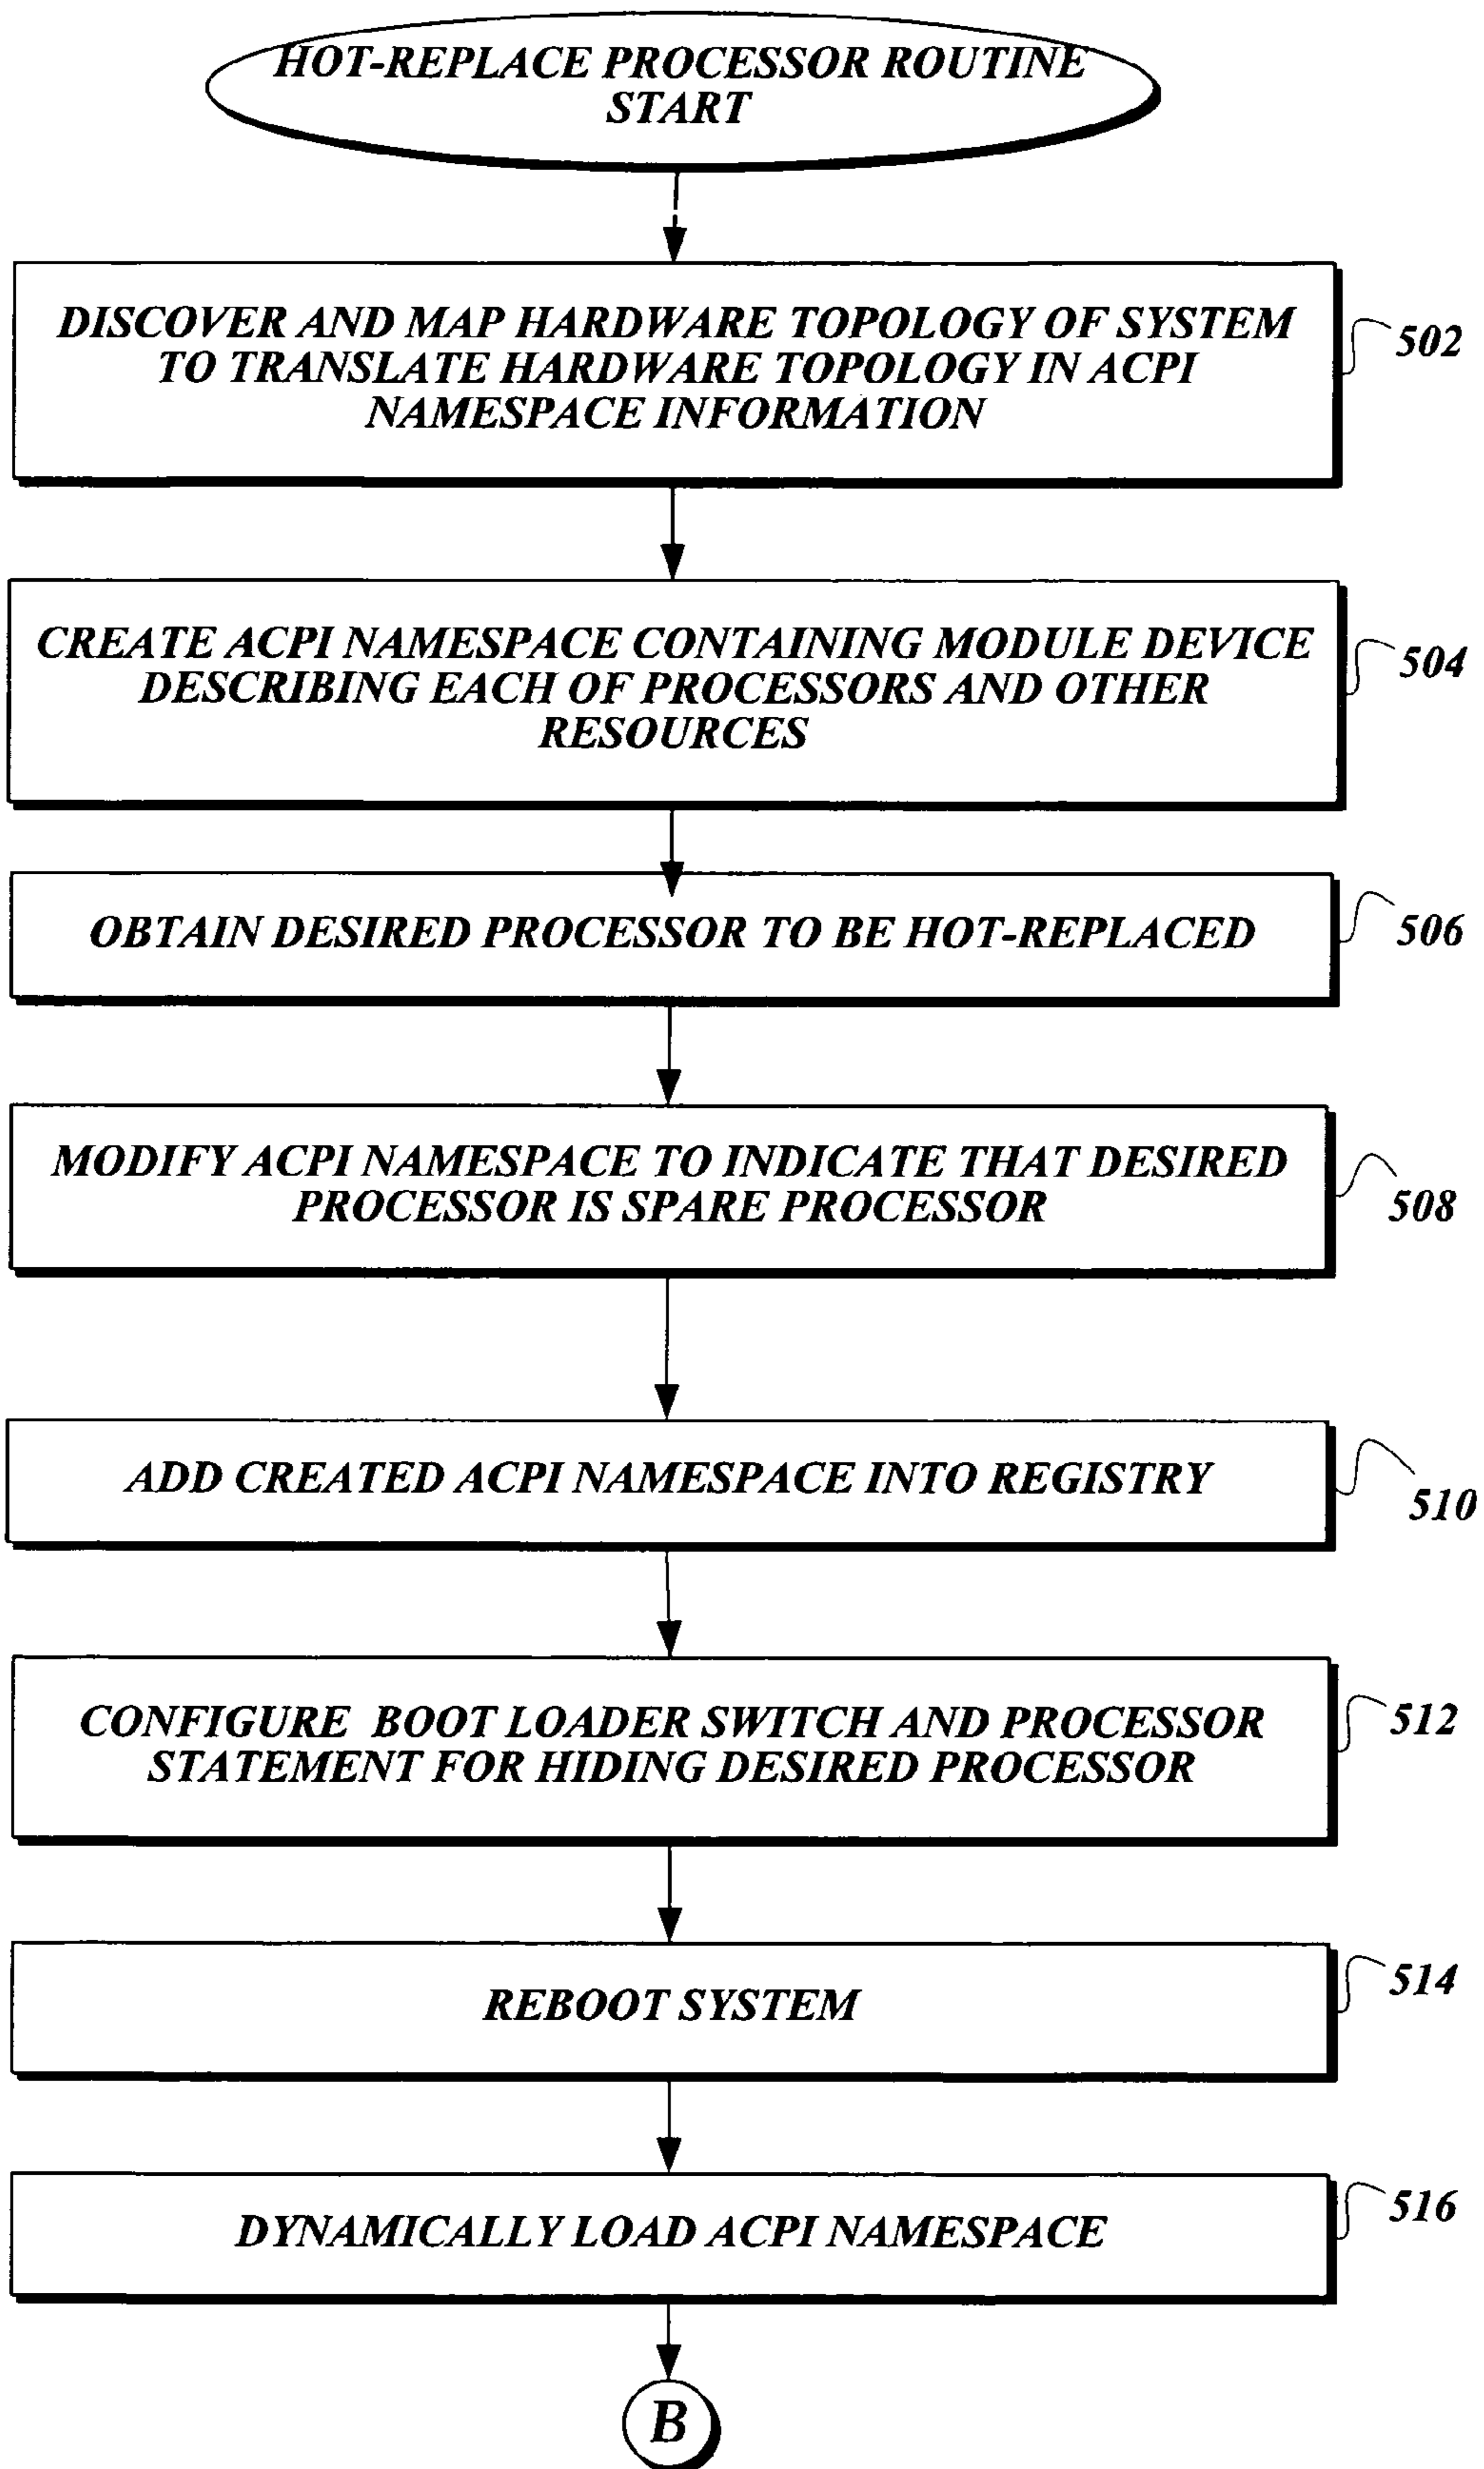 HOT-REPLACE PROCESSOR ROUTINE
START
DISCOVER AND MAP HARDWARE TOPOLOGY OF SYSTEM
TO TRANSLATE HARDWARE TOPOLOGY IN ACPI
NAMESPACE INFORMATION
502
CREATE ACPI NAMESPACE CONTAINING MODULE DEVICE
DESCRIBING EACH OF PROCESSORS AND OTHER
RESOURCES
504
OBTAIN DESIRED PROCESSOR TO BE HOT-REPLACED
506
MODIFY ACPI NAMESPACE TO INDICATE THAT DESIRED
PROCESSOR IS SPARE PROCESSOR
508
ADD CREATED ACPI NAMESPACE INTO REGISTRY
510
CONFIGURE BOOT LOADER SWITCH AND PROCESSOR
STATEMENT FOR HIDING DESIRED PROCESSOR
512
REBOOT SYSTEM
514
DYNAMICALLY LOAD ACPI NAMESPACE
516
B